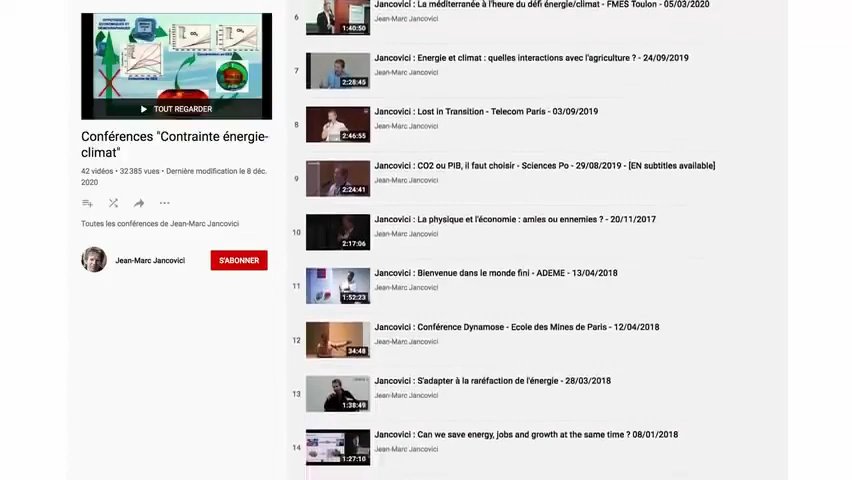 TOUT REGARDER
Conférences "Contrainte énergie-
climat"
42 vidéos • 32 385 vues • Dernière modification le 8 déc.
2020
Toutes les conférences de Jean-Marc Jancovici
Jean-Marc Jancovici
S'ABONNER
6
1:40:50
Jancovici : La méditerranée à l'heure du défi énergie/climat - FMES Toulon - 05/03/2020
Jean-Marc Jancovici
7
2:28:45
Jancovici : Energie et climat : quelles interactions avec l'agriculture ? - 24/09/2019
Jean-Marc Jancovici
8
2:46:55
Jancovici : Lost in Transition - Telecom Paris - 03/09/2019
Jean-Marc Jancovici
9
2:24:41
Jancovici : CO2 ou PIB, il faut choisir - Sciences Po - 29/08/2019 - [EN subtitles available]
Jean-Marc Jancovici
10
2:17:06
Jancovici : La physique et l'économie : amies ou ennemies ? - 20/11/2017
Jean-Marc Jancovici
11
1:52:23
Jancovici : Bienvenue dans le monde fini - ADEME - 13/04/2018
Jean-Marc Jancovici
12
34:48
Jancovici : Conférence Dynamose - Ecole des Mines de Paris - 12/04/2018
Jean-Marc Jancovici
13
1:38:49
Jancovici : S'adapter à la raréfaction de l'énergie - 28/03/2018
Jean-Marc Jancovici
14
1:27:10
Jancovici : Can we save energy, jobs and growth at the same time ? 08/01/2018
Jean-Marc Jancovici